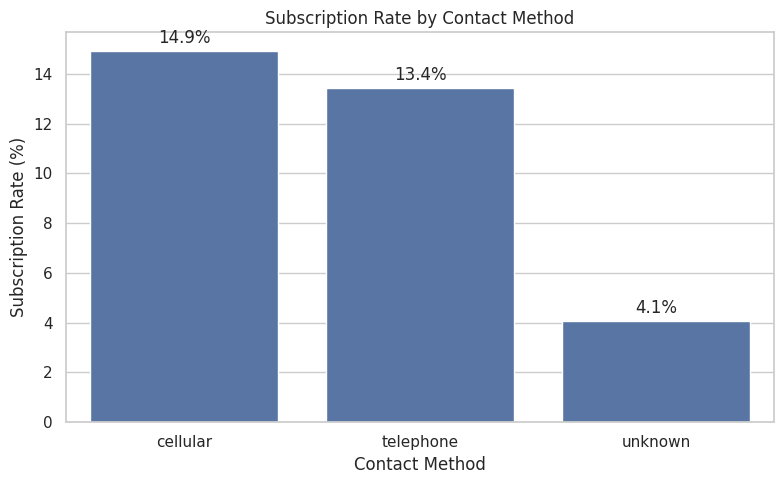 Subscription Rate by Contact Method
14.9%
13.4%
4.1%
14
12
10
8
6
4
2
0
Subscription Rate (%)
cellular telephone unknown
Contact Method